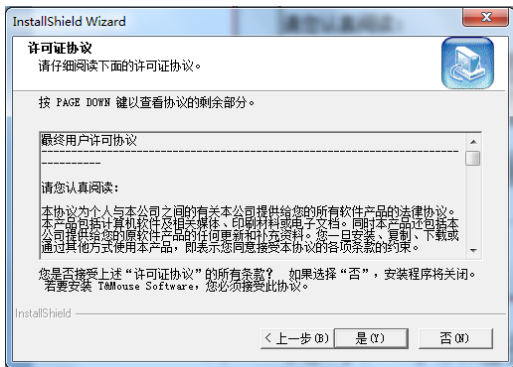 InstallShield Wizard
许可证协议
请仔细阅读下面的许可证协议。
按 PAGE DOWN 键以查看协议的剩余部分。
最终用户许可协议
--------------------------------------------------------------------
----------
请您认真阅读：
本协议为个人与本公司之间的有关本公司提供给您的所有软件产品的法律协议。
本产品包括计算机软件及相关媒体、印刷材料或电子文档。同时本产品还包括本
公司提供给您的原软件产品的任何更新和补充资料。您一旦安装、复制、下载或
通过其他方式使用本产品，即表示您同意接受本协议的各项条款的约束。
您是否接受上述“许可证协议”的所有条款？ 如果选择“否”，安装程序将关闭。
若要安装 T&Mouse Software，您必须接受此协议。
InstallShield
< 上一步(B) 是(Y) 否(N)